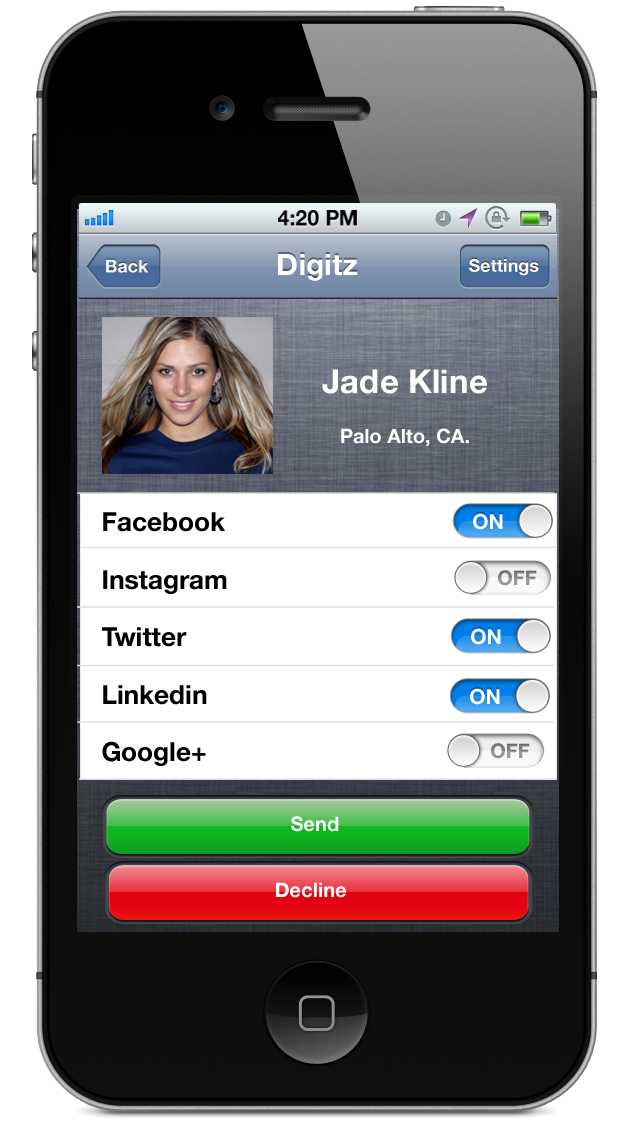 4:20 PM
Back Digitz Settings
Jade Kline
Palo Alto, CA.
Facebook ON
Instagram OFF
Twitter ON
Linkedin ON
Google+ OFF
Send
Decline